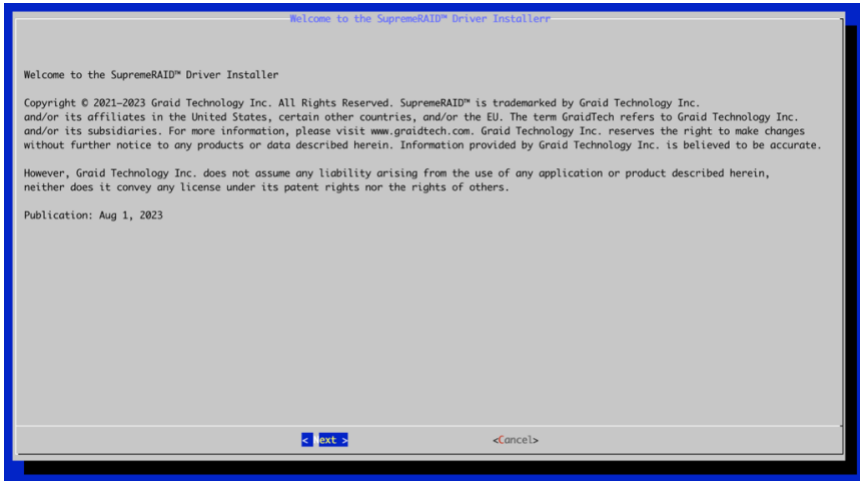 Welcome to the SupremeRAID™ Driver Installerr
Welcome to the SupremeRAID™ Driver Installer
Copyright © 2021–2023 Graid Technology Inc. All Rights Reserved. SupremeRAID™ is trademarked by Graid Technology Inc.
and/or its affiliates in the United States, certain other countries, and/or the EU. The term GraidTech refers to Graid Technology Inc.
and/or its subsidiaries. For more information, please visit www.graidtech.com. Graid Technology Inc. reserves the right to make changes
without further notice to any products or data described herein. Information provided by Graid Technology Inc. is believed to be accurate.
However, Graid Technology Inc. does not assume any liability arising from the use of any application or product described herein,
neither does it convey any license under its patent rights nor the rights of others.
Publication: Aug 1, 2023
< Next > <Cancel>